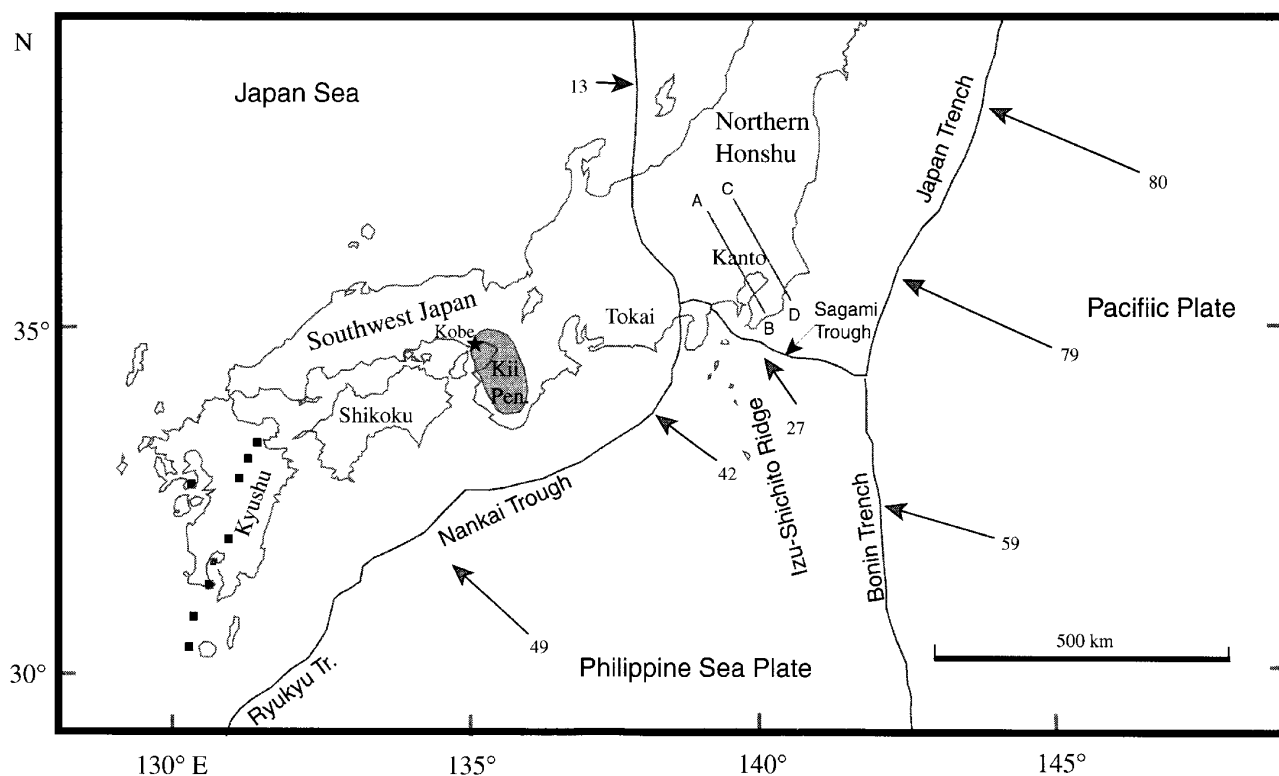 N
Japan Sea
13
Northern
Honshu
Japan Trench
80
A
C
Kanto
Southwest Japan
Kobe
Tokai
B
D
Sagami
Trough
Pacifiic Plate
35°
79
Kii
Pen.
Shikoku
27
42
Izu-Shichito Ridge
Kyushu
Nankai Trough
Bonin Trench
59
49
500 km
30°
Philippine Sea Plate
Ryukyu Tr.
130° E
135°
140°
145°